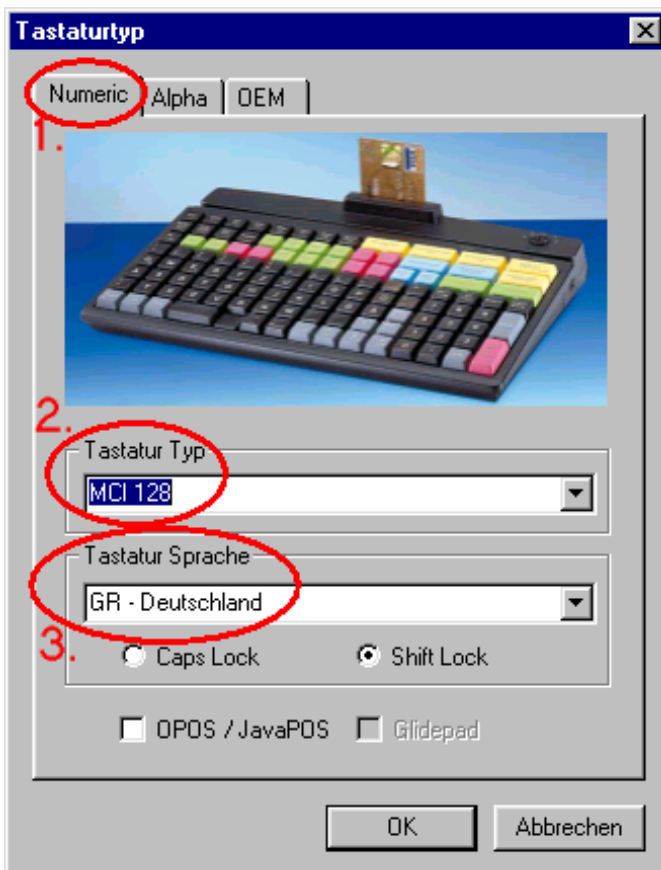 Tastaturtyp
Numeric Alpha OEM
1.
2.
Tastatur Typ
MCI 128
Tastatur Sprache
GR - Deutschland
3.
Caps Lock Shift Lock
OPOS / JavaPOS Glidepad
OK Abbrechen